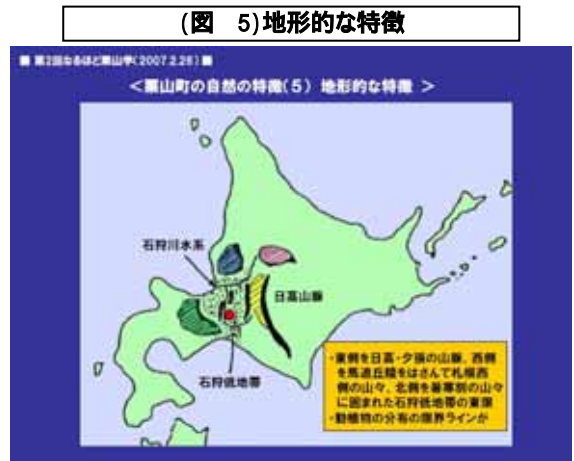 (図 5)地形的な特徴
■ 第2回なるほど栗山学(2007.2.26) ■
<栗山町の自然の特徴(5) 地形的な特徴 >
石狩川水系
日高山脈
石狩低地帯
・東側を日高・夕張の山脈、西側
を馬追丘陵をはさんで札幌西
側の山々、北側を暑寒別の山々
に囲まれた石狩低地帯の東限
・動植物の分布の限界ラインが